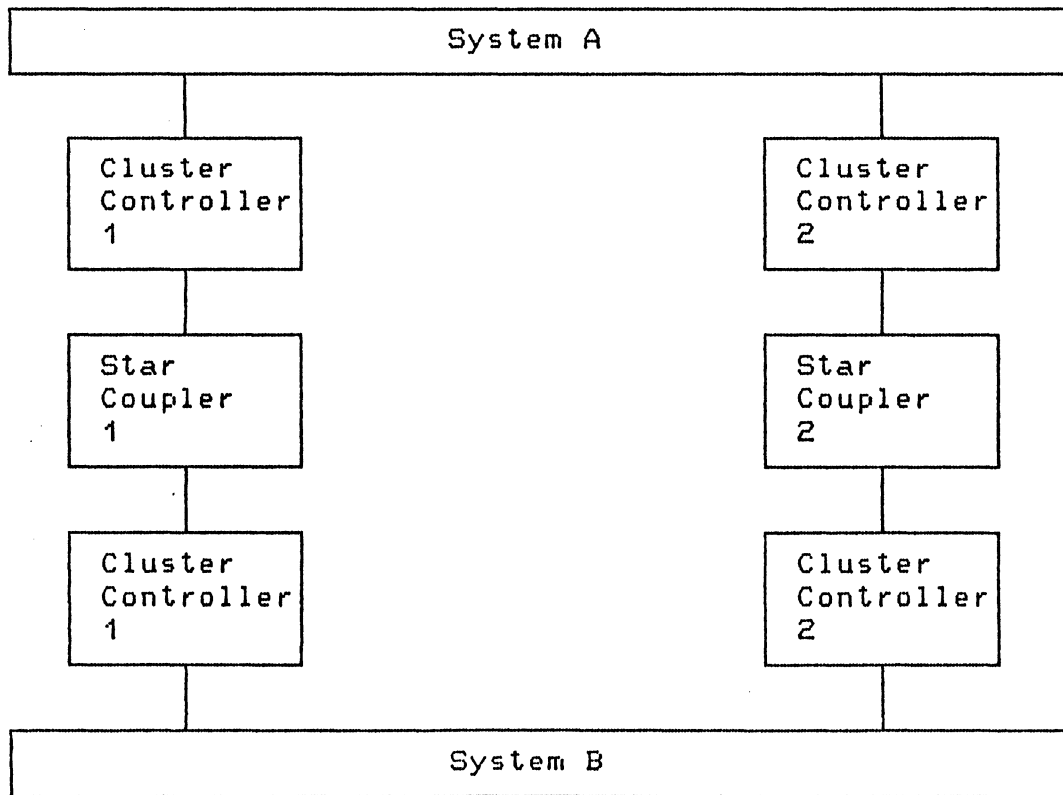 System A
Cluster
Controller
1
Cluster
Controller
2
Star
Coupler
1
Star
Coupler
2
Cluster
Controller
1
Cluster
Controller
2
System B